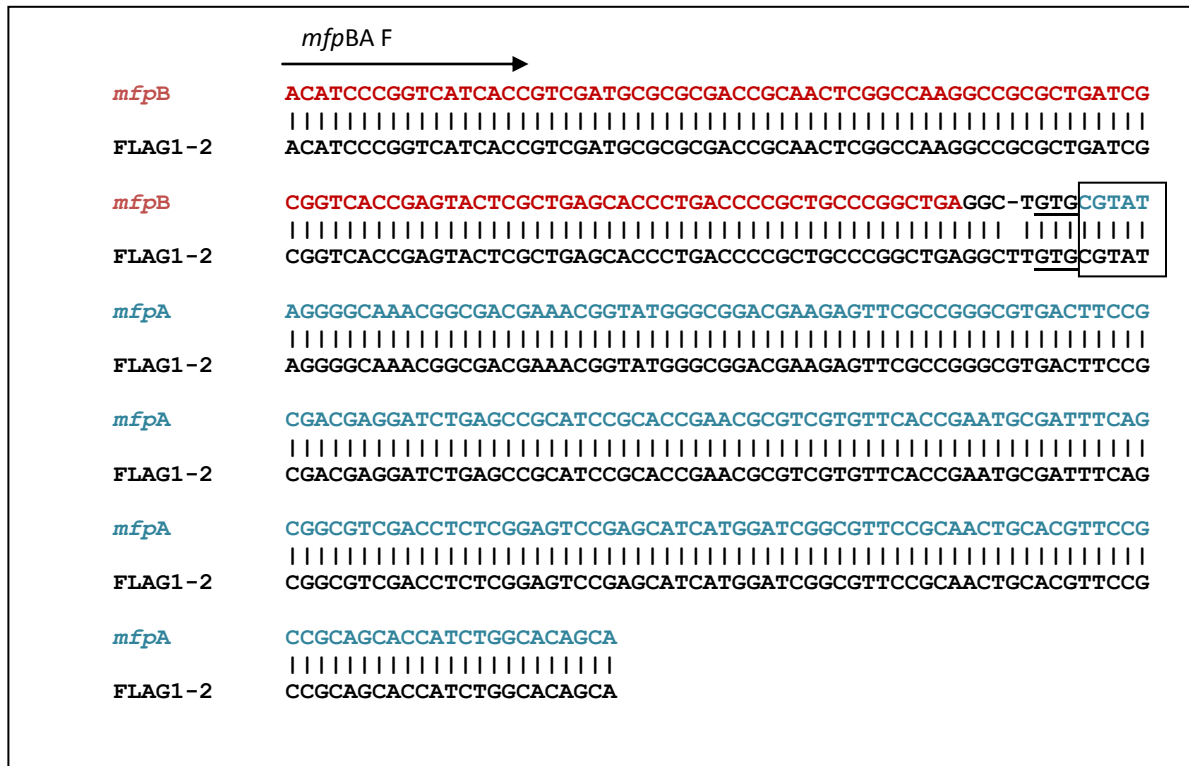 mfpBA F
mfpB ACATCCCGGTCATCACCGTCGATGCGCGCGACCGCAACTCGGCCAAGGCCGCGCTGATCG
||||||||||||||||||||||||||||||||||||||||||||||||||||||||||||
FLAG1-2 ACATCCCGGTCATCACCGTCGATGCGCGCGACCGCAACTCGGCCAAGGCCGCGCTGATCG
mfpB CGGTCACCGAGTACTCGCTGAGCACCCTGACCCCGCTGCCCGGCTGAGGC-TGTGCGTAT
|||||||||||||||||||||||||||||||||||||||||||||||||| |||||||||
FLAG1-2 CGGTCACCGAGTACTCGCTGAGCACCCTGACCCCGCTGCCCGGCTGAGGCTTGTGCGTAT
mfpA AGGGGCAAACGGCGACGAAACGGTATGGGCGGACGAAGAGTTCGCCGGGCGTGACTTCCG
||||||||||||||||||||||||||||||||||||||||||||||||||||||||||||
FLAG1-2 AGGGGCAAACGGCGACGAAACGGTATGGGCGGACGAAGAGTTCGCCGGGCGTGACTTCCG
mfpA CGACGAGGATCTGAGCCGCATCCGCACCGAACGCGTCGTGTTCACCGAATGCGATTTCAG
||||||||||||||||||||||||||||||||||||||||||||||||||||||||||||
FLAG1-2 CGACGAGGATCTGAGCCGCATCCGCACCGAACGCGTCGTGTTCACCGAATGCGATTTCAG
mfpA CGGCGTCGACCTCTCGGAGTCCGAGCATCATGGATCGGCGTTCCGCAACTGCACGTTCCG
||||||||||||||||||||||||||||||||||||||||||||||||||||||||||||
FLAG1-2 CGGCGTCGACCTCTCGGAGTCCGAGCATCATGGATCGGCGTTCCGCAACTGCACGTTCCG
mfpA CCGCAGCACCATCTGGCACAGCA
|||||||||||||||||||||||
FLAG1-2 CCGCAGCACCATCTGGCACAGCA